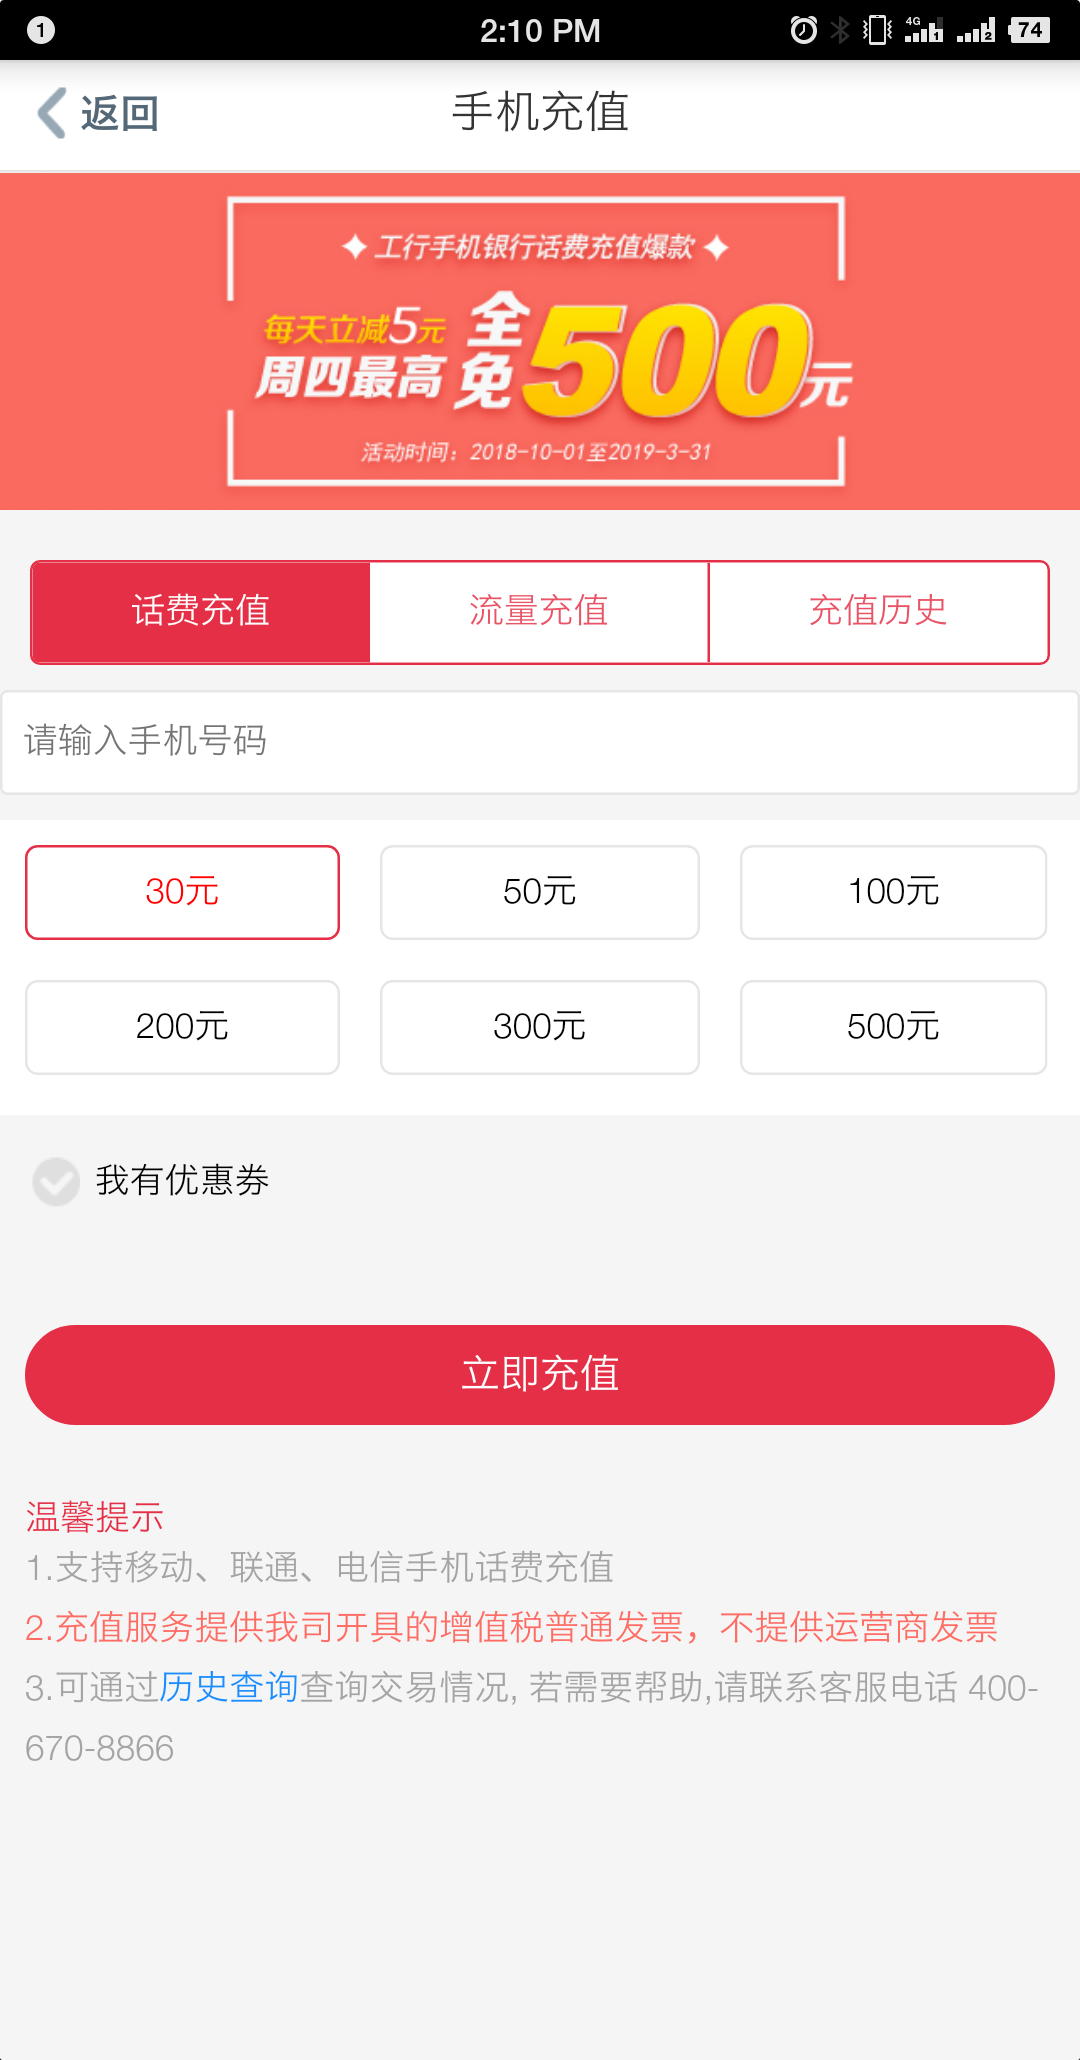 1
2:10 PM
4G
1
2
74
返回
手机充值
工行手机银行话费充值爆款
每天立减5元
周四最高
全免500元
活动时间：2018-10-01至2019-3-31
话费充值
流量充值
充值历史
请输入手机号码
30元
50元
100元
200元
300元
500元
我有优惠券
立即充值
温馨提示
1.支持移动、联通、电信手机话费充值
2.充值服务提供我司开具的增值税普通发票，不提供运营商发票
3.可通过历史查询查询交易情况, 若需要帮助,请联系客服电话 400-
670-8866